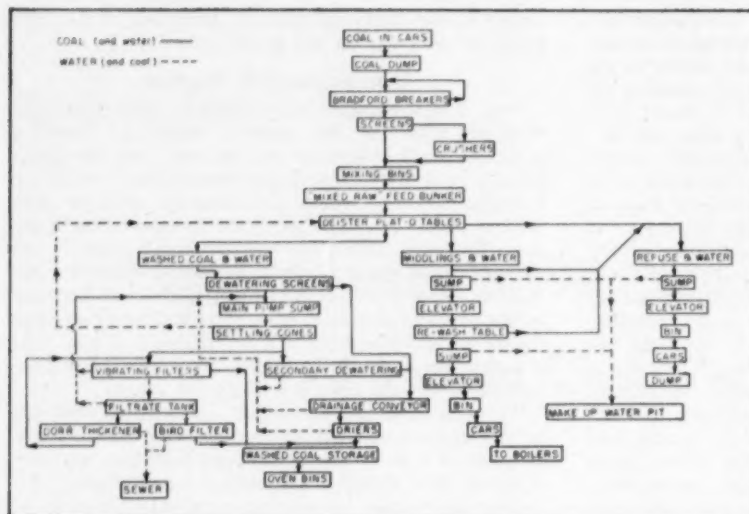 COAL (and water)
WATER (and coal)
COAL IN CARS
COAL DUMP
BRADFORD BREAKERS
SCREENS
CRUSHERS
MIXING BINS
MIXED RAW FEED BUNKER
DEISTER PLAT-O TABLES
WASHED COAL & WATER
MIDDLINGS & WATER
REFUSE & WATER
DEWATERING SCREENS
SUMP
SUMP
MAIN PUMP SUMP
ELEVATOR
ELEVATOR
SETTLING CONES
RE-WASH TABLE
BIN
VIBRATING FILTERS
SECONDARY DEWATERING
SUMP
CARS
ELEVATOR
DUMP
FILTRATE TANK
DRAINAGE CONVEYOR
BIN
MAKE UP WATER PIT
DORR THICKENER
BIRD FILTER
DRIERS
CARS
WASHED COAL STORAGE
TO BOILERS
SEWER
OVEN BINS